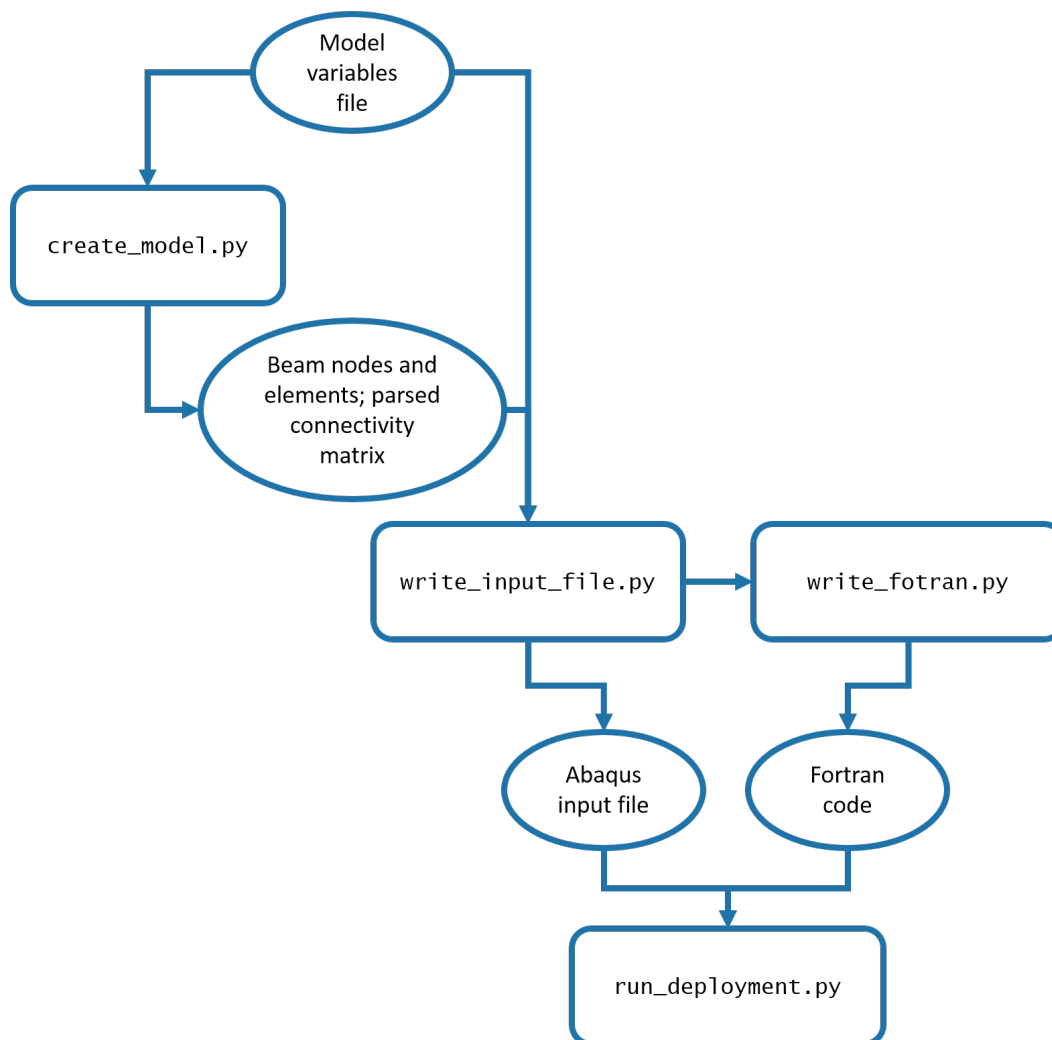 Model
variables
file
create_model.py
Beam nodes and
elements; parsed
connectivity
matrix
write_input_file.py
write_fotran.py
Abaqus
input file
Fortran
code
run_deployment.py